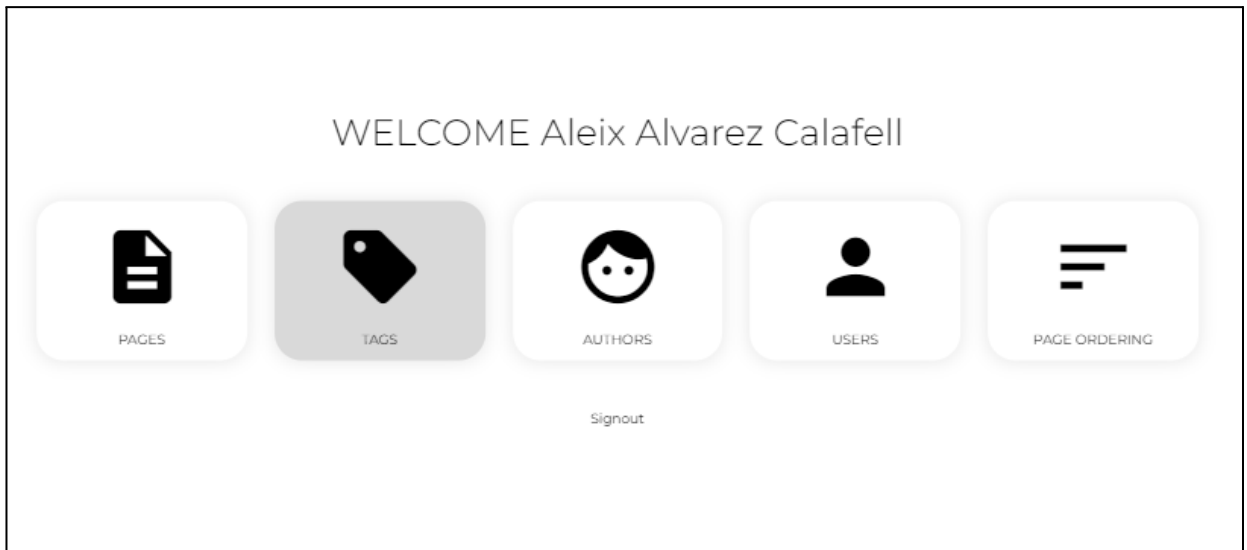 WELCOME Aleix Alvarez Calafell
PAGES
TAGS
AUTHORS
USERS
PAGE ORDERING
Signout